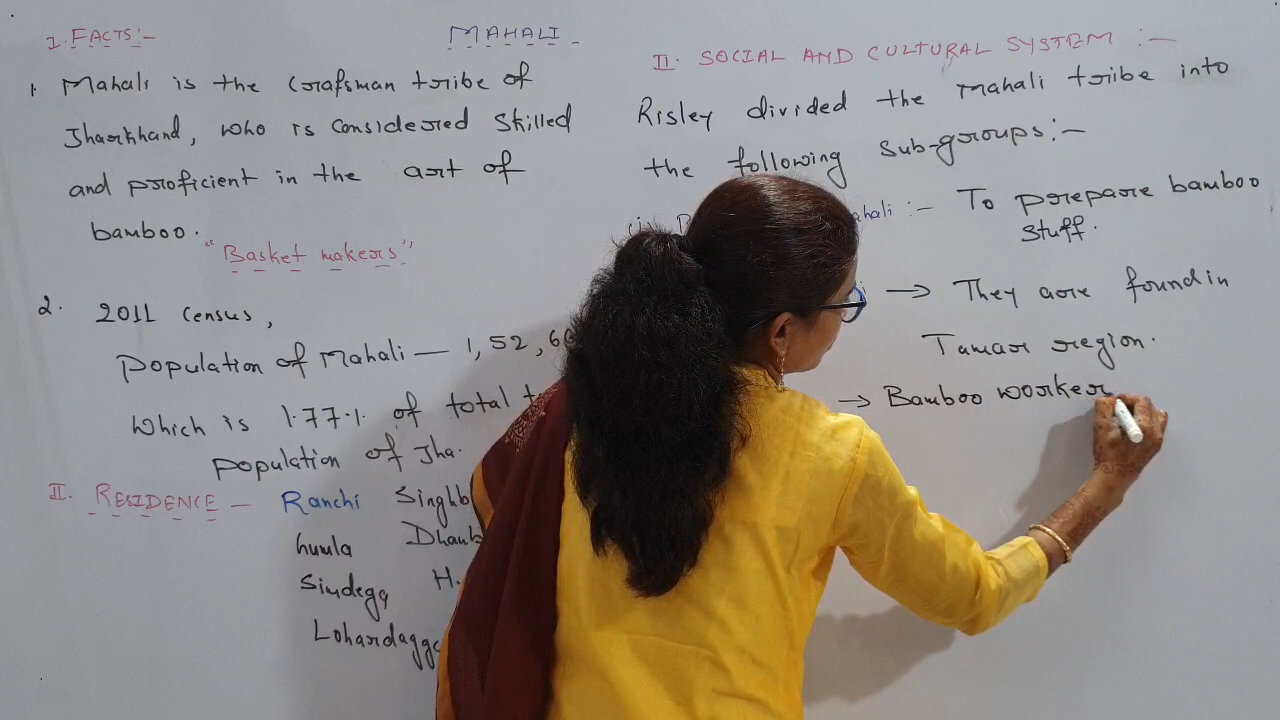 MAHALI
I. FACTS:-
1. Mahali is the Crafsman tribe of
Jharkhand, who is Considered Skilled
and proficient in the art of
bamboo.
"Basket makers"
2. 2011 Census,
Population of Mahali — 1,52,6
Which is 1.77% of total t
population of Jha.
II. RESIDENCE — Ranchi Singhb
Gumla Dhanb
Simdega H.
Lohardagga
II. SOCIAL AND CULTURAL SYSTEM :-
Risley divided the Mahali tribe into
the following Sub-groups:-
ahali :- To prepare bamboo
Stuff.
→ They are found in
Tamar region.
→ Bamboo worker